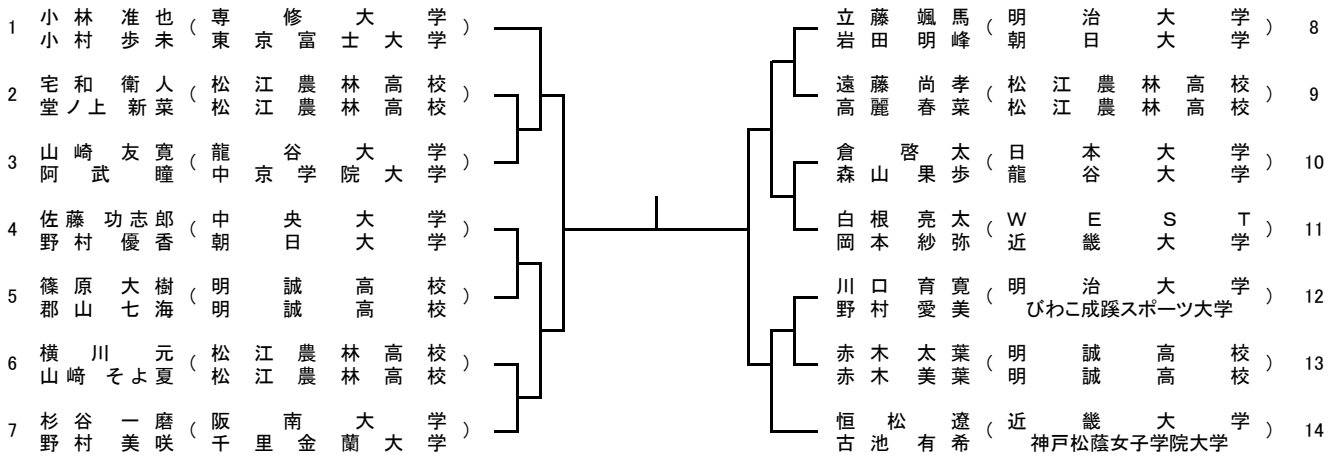 小林 准也 ( 専修大学
1 )
小村 歩未 東京富士大学
宅和 衛人 ( 松江農林高校
2 )
堂ノ上 新菜 松江農林高校
山崎 友寛 ( 龍谷大学
3 )
阿武 瞳 中京学院大学
佐藤 功志郎 ( 中央大学
4 )
野村 優香 朝日大学
篠原 大樹 ( 明誠高校
5 )
郡山 七海 明誠高校
横川 元 ( 松江農林高校
6 )
山﨑 そよ夏 松江農林高校
杉谷 一磨 ( 阪南大学
7 )
野村 美咲 千里金蘭大学
立藤 颯馬 ( 明治大学
) 8
岩田 明峰 朝日大学
遠藤 尚孝 ( 松江農林高校
) 9
高麗 春菜 松江農林高校
倉 啓太 ( 日本大学
) 10
森山 果歩 龍谷大学
白根 亮太 ( WEST
) 11
岡本 紗弥 近畿大学
川口 育寛 ( 明治大学
) 12
野村 愛美 びわこ成蹊スポーツ大学
赤木 太葉 ( 明誠高校
) 13
赤木 美葉 明誠高校
恒松 遼 ( 近畿大学
) 14
古池 有希 神戸松蔭女子学院大学